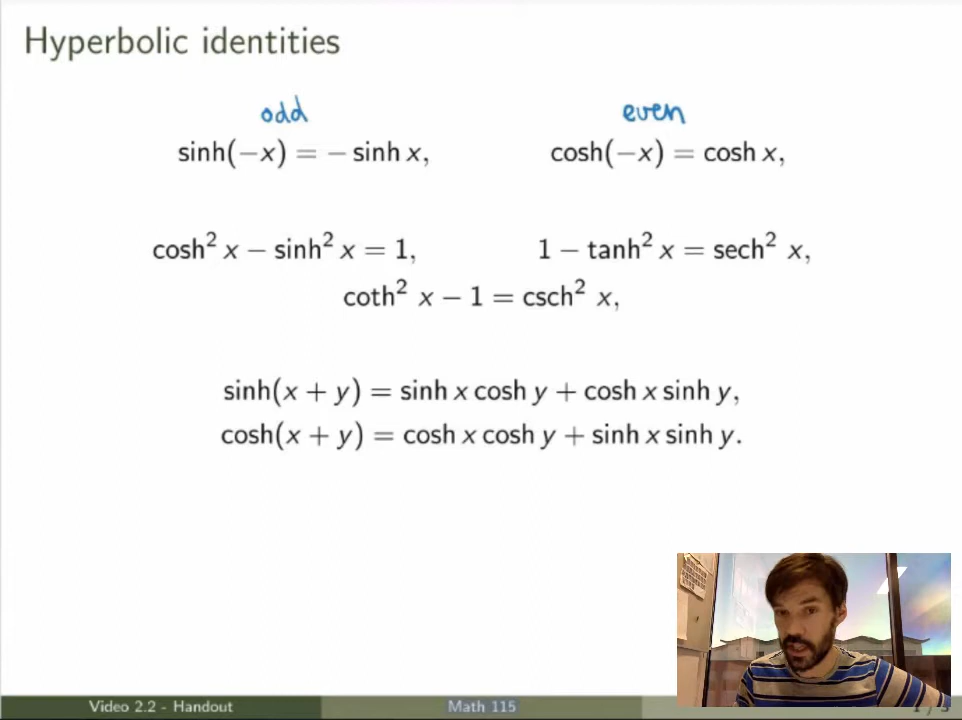 Hyperbolic identities
odd even
sinh(−x) = − sinh x, cosh(−x) = cosh x,
cosh² x − sinh² x = 1, 1 − tanh² x = sech² x,
coth² x − 1 = csch² x,
sinh(x + y) = sinh x cosh y + cosh x sinh y,
cosh(x + y) = cosh x cosh y + sinh x sinh y.
Video 2.2 - Handout Math 115